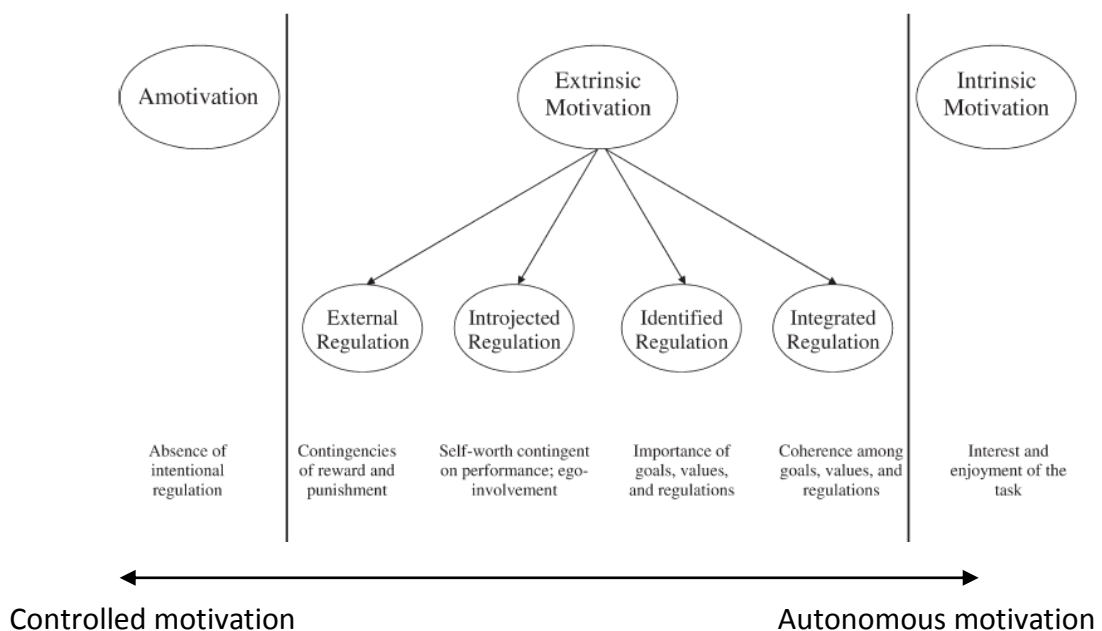 Amotivation
Extrinsic
Motivation
Intrinsic
Motivation
External
Regulation
Introjected
Regulation
Identified
Regulation
Integrated
Regulation
Absence of
intentional
regulation
Contingencies
of reward and
punishment
Self-worth contingent
on performance; ego-
involvement
Importance of
goals, values,
and regulations
Coherence among
goals, values, and
regulations
Interest and
enjoyment of the
task
Controlled motivation
Autonomous motivation